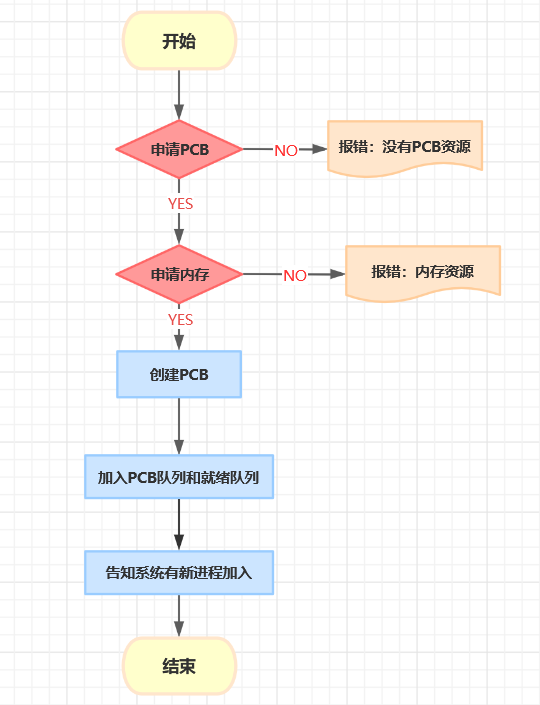 开始
申请PCB
NO
报错：没有PCB资源
YES
申请内存
NO
报错：内存资源
YES
创建PCB
加入PCB队列和就绪队列
告知系统有新进程加入
结束